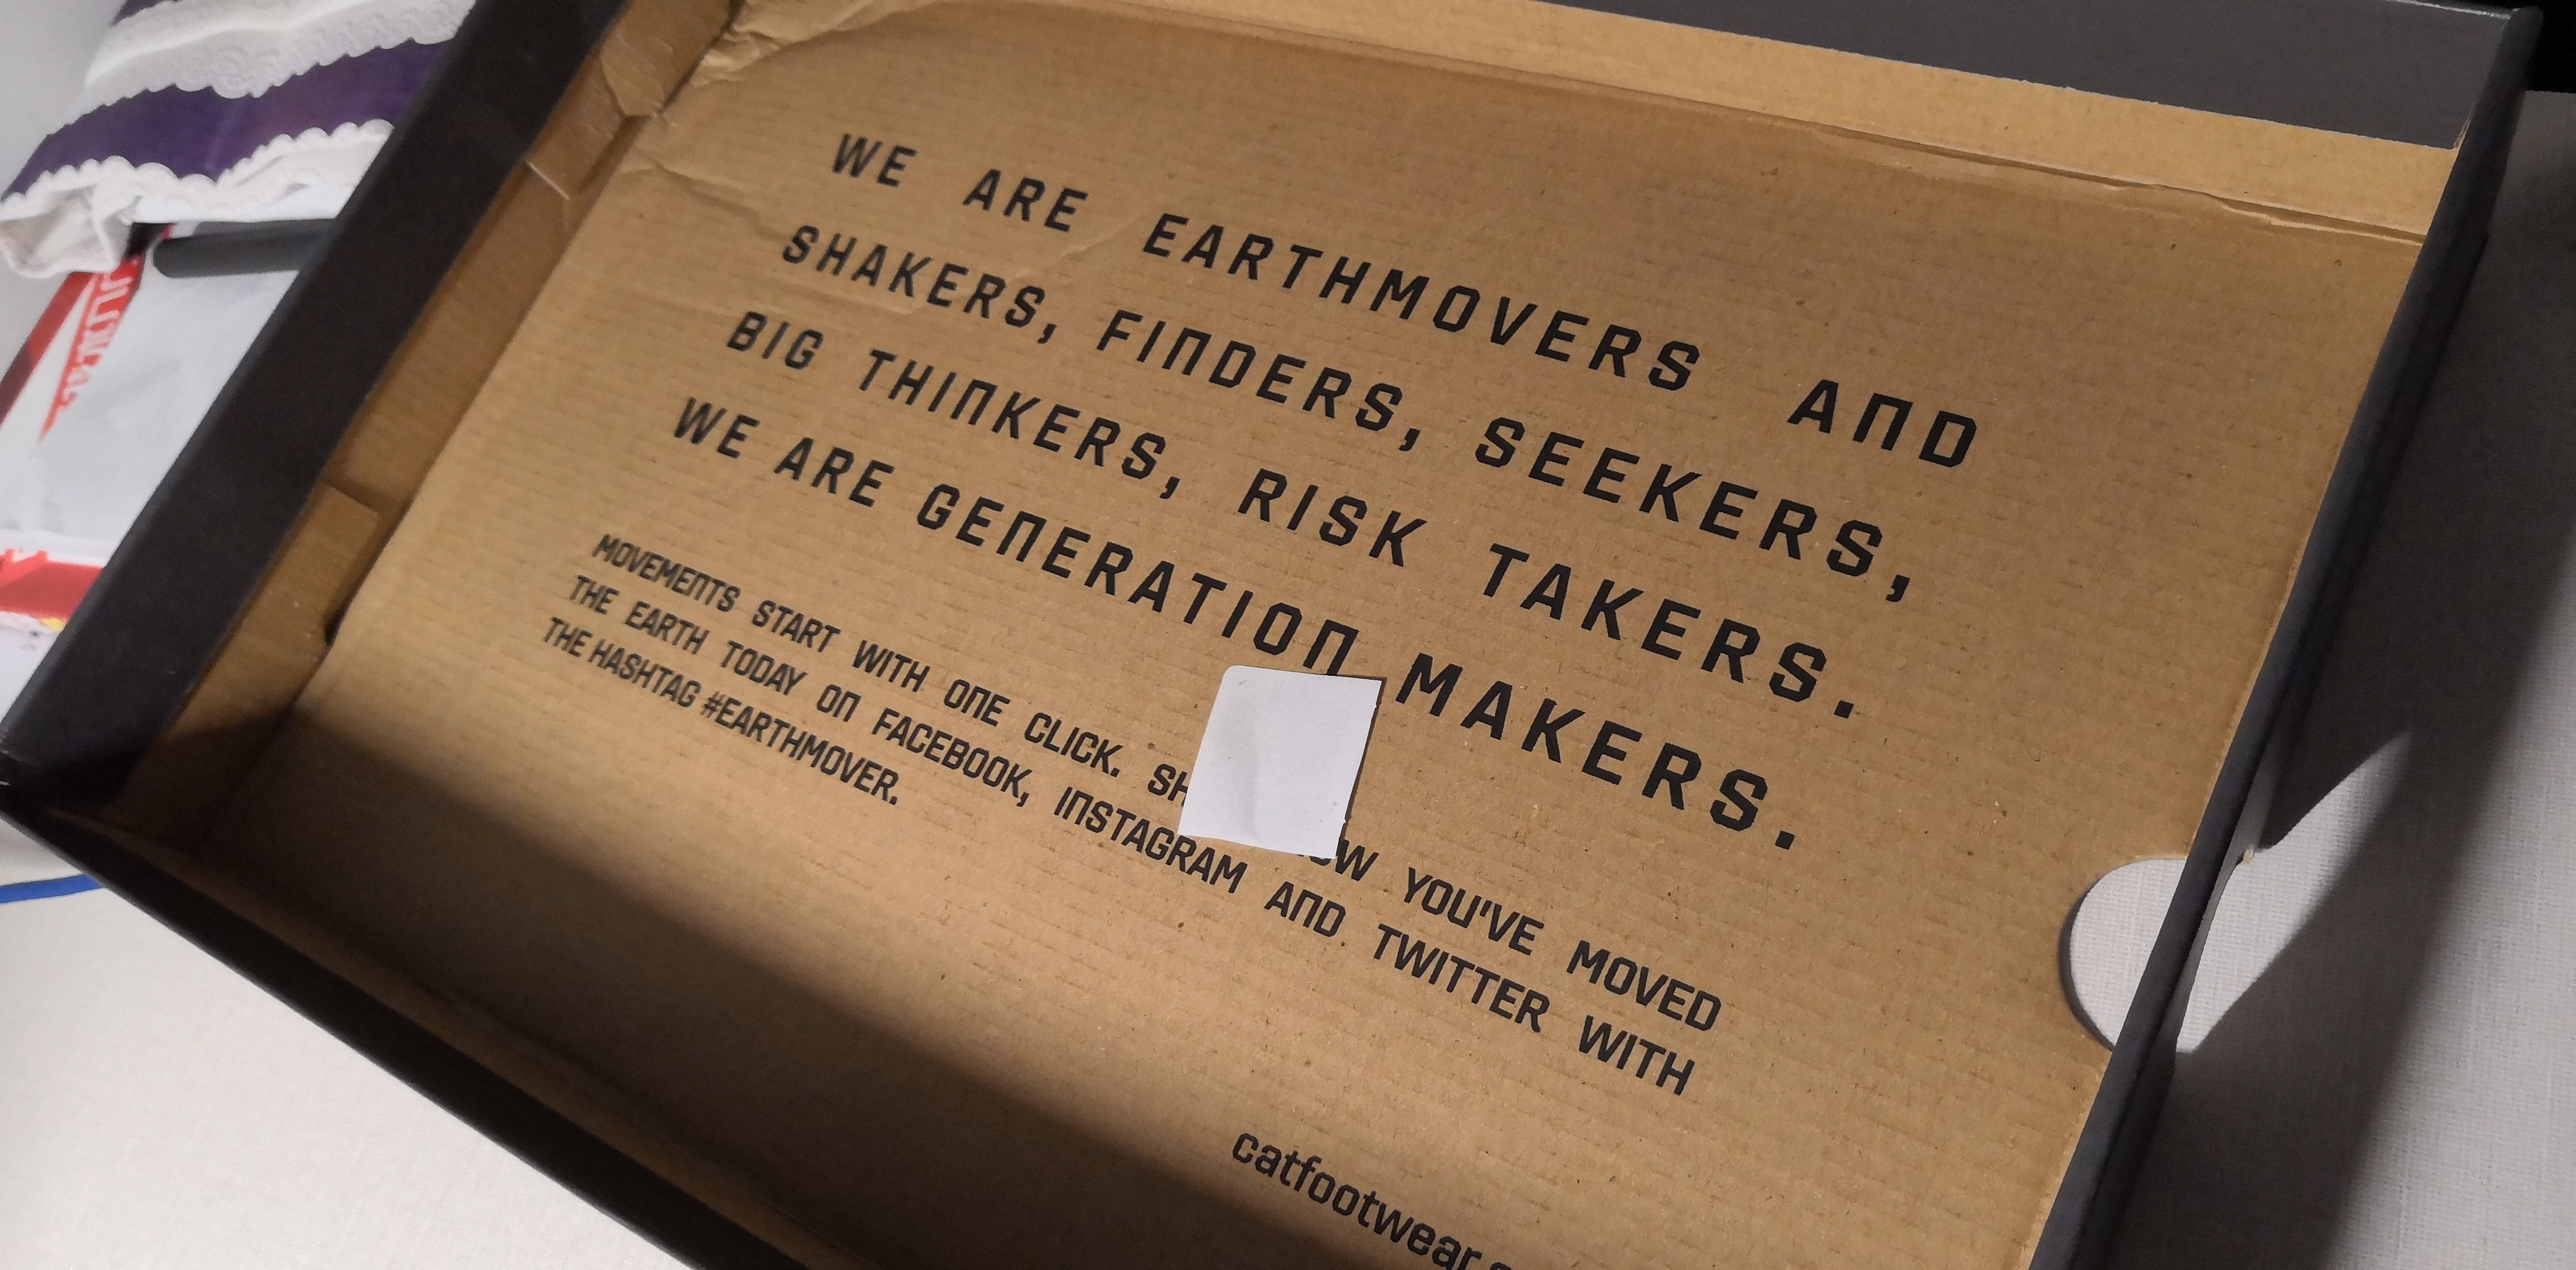 WE ARE EARTHMOVERS AND
SHAKERS, FINDERS, SEEKERS,
BIG THINKERS, RISK TAKERS.
WE ARE GENERATION MAKERS.
MOVEMENTS START WITH ONE CLICK. YOU'VE MOVED
THE EARTH TODAY ON FACEBOOK, INSTAGRAM AND TWITTER WITH
THE HASHTAG #EARTHMOVER.
catfootwear.